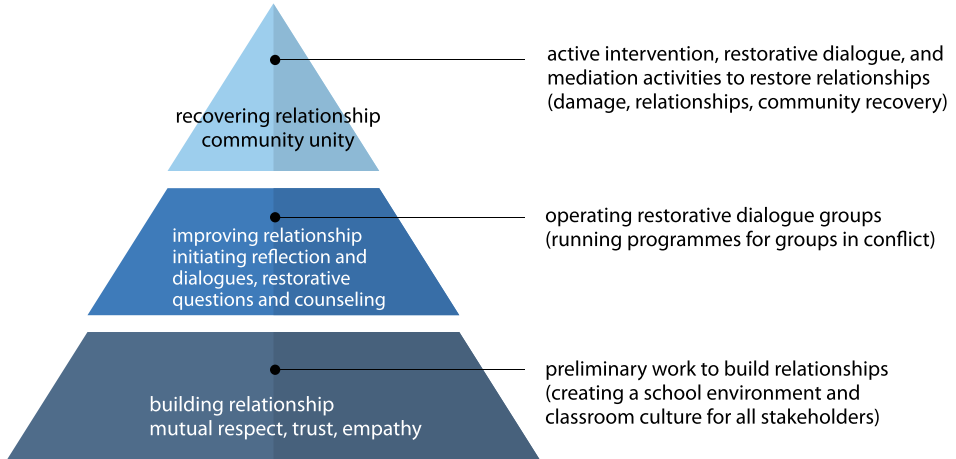 active intervention, restorative dialogue, and
mediation activities to restore relationships
(damage, relationships, community recovery)
recovering relationship
community unity
operating restorative dialogue groups
(running programmes for groups in conflict)
improving relationship
initiating reflection and
dialogues, restorative
questions and counseling
preliminary work to build relationships
(creating a school environment and
classroom culture for all stakeholders)
building relationship
mutual respect, trust, empathy